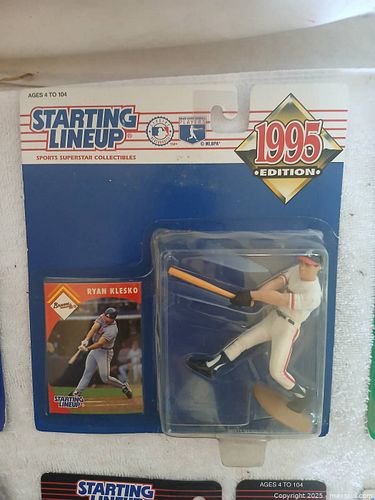 AGES 4 TO 104
STARTING
LINEUP®
SPORTS SUPERSTAR COLLECTIBLES
TM*
© MLBPA*
1995
•EDITION•
RYAN KLESKO
Braves
STARTING
LINEUP
STARTING
AGES 4 TO 104
Copyright 2025